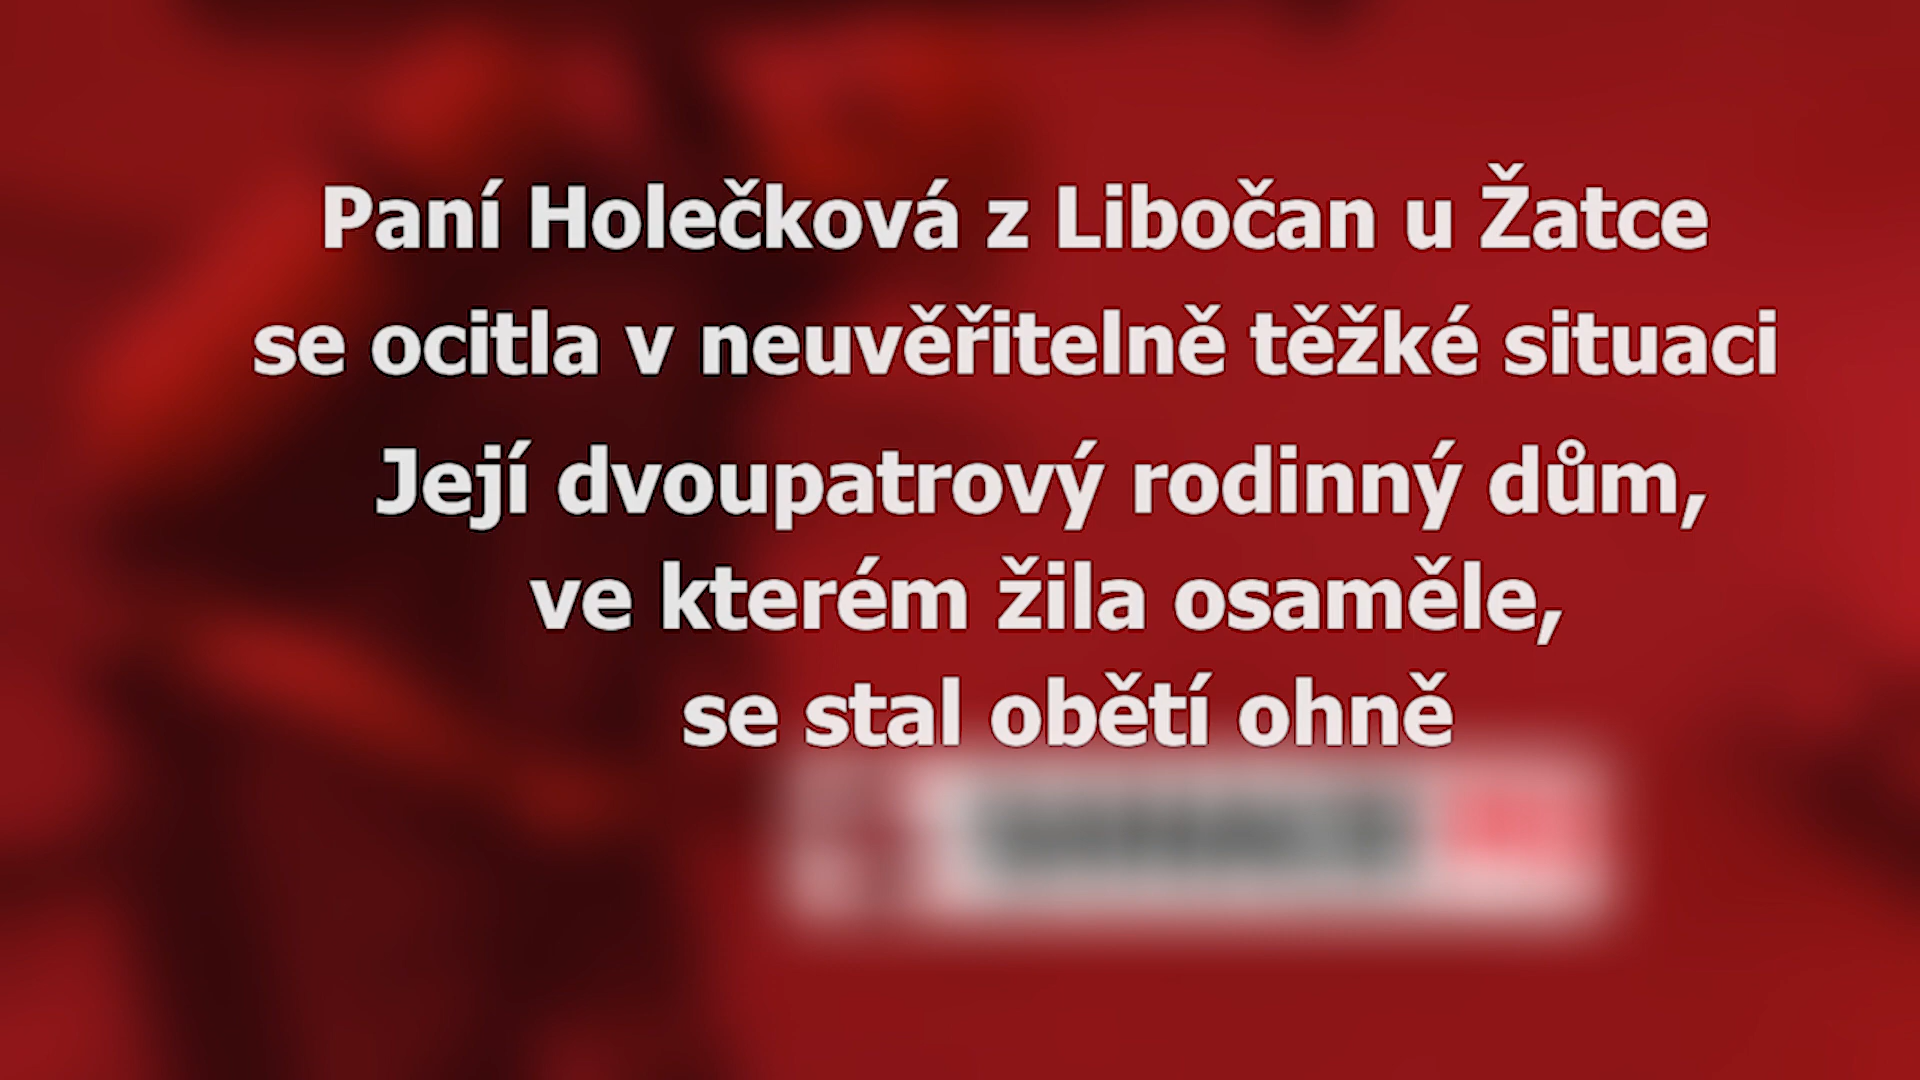 Paní Holečková z Libočan u Žatce
se ocitla v neuvěřitelně těžké situaci
Její dvoupatrový rodinný dům,
ve kterém žila osaměle,
se stal obětí ohně